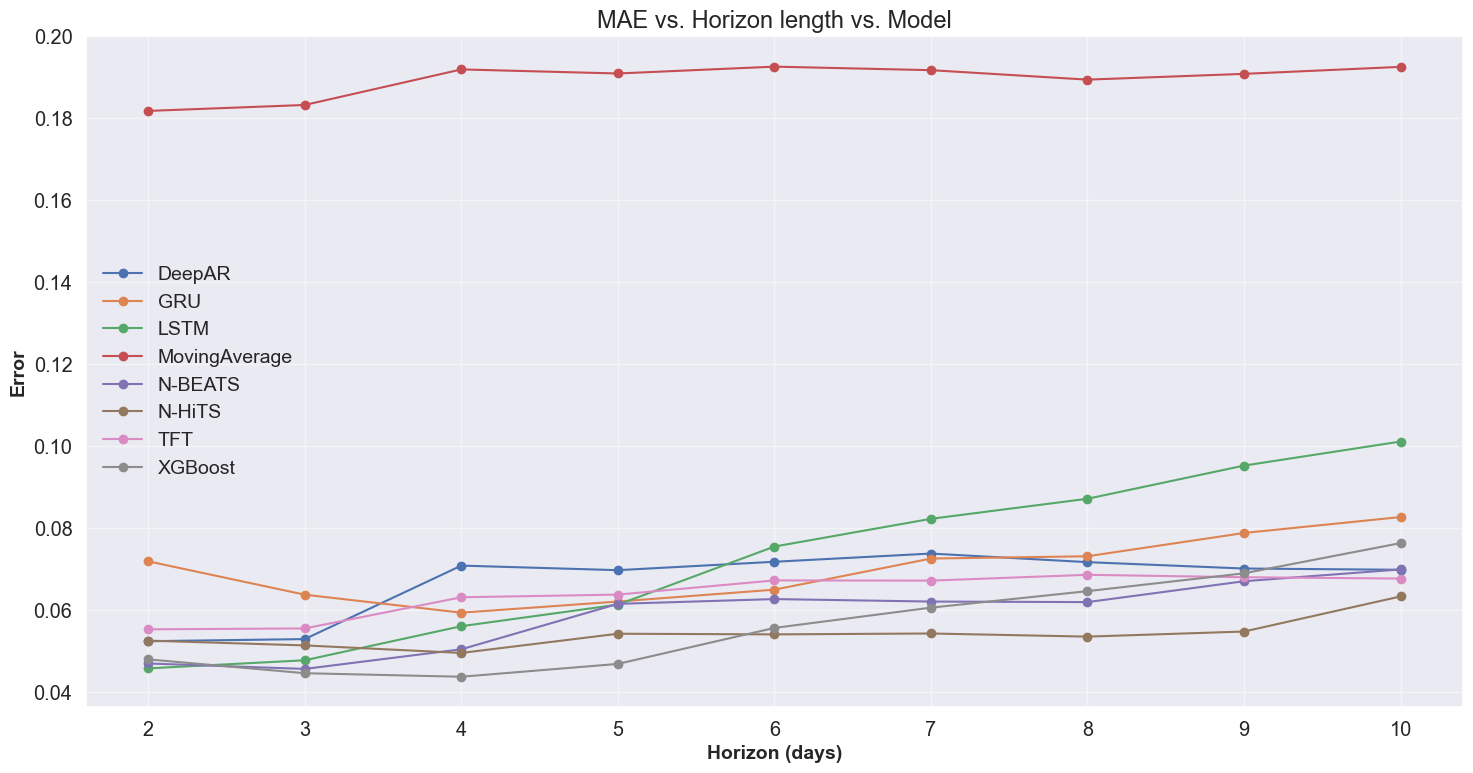 MAE vs. Horizon length vs. Model
Error
0.20
0.18
0.16
0.14
0.12
0.10
0.08
0.06
0.04
DeepAR
GRU
LSTM
MovingAverage
N-BEATS
N-HiTS
TFT
XGBoost
2 3 4 5 6 7 8 9 10
Horizon (days)